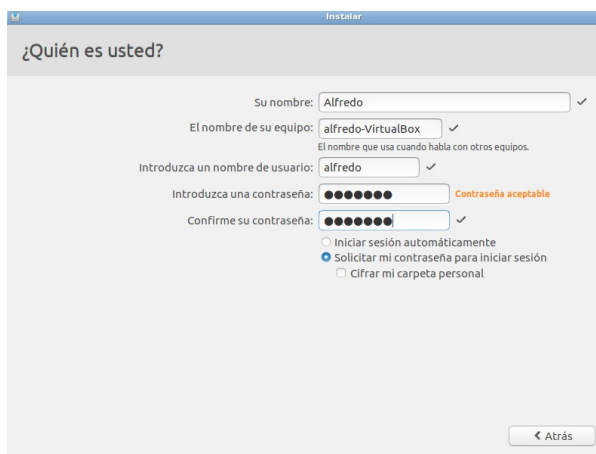 Instalar
¿Quién es usted?
Su nombre: Alfredo
El nombre de su equipo: alfredo-VirtualBox
El nombre que usa cuando habla con otros equipos.
Introduzca un nombre de usuario: alfredo
Introduzca una contraseña: ●●●●●●● Contraseña aceptable
Confirme su contraseña: ●●●●●●●
Iniciar sesión automáticamente
Solicitar mi contraseña para iniciar sesión
Cifrar mi carpeta personal
Atrás